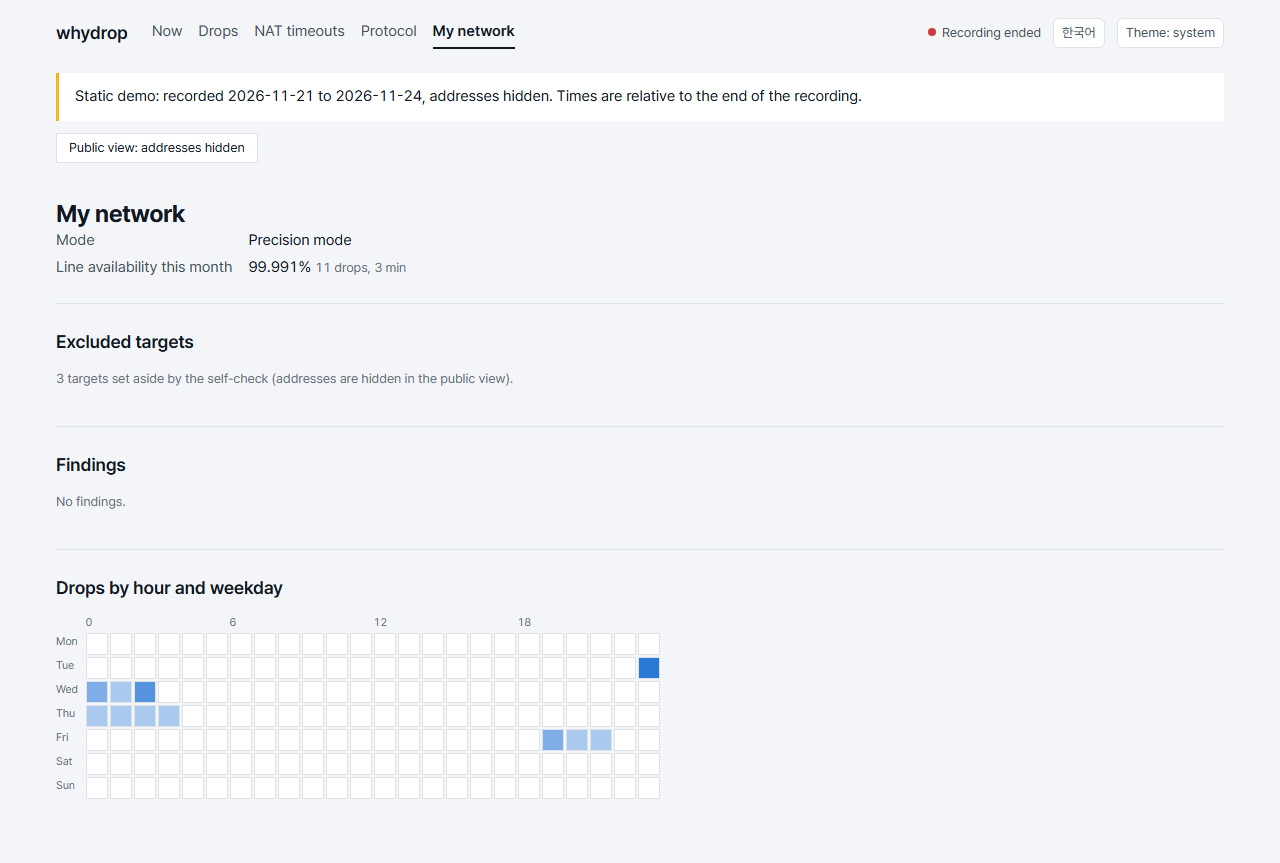 whydrop Now Drops NAT timeouts Protocol My network Recording ended 한국어 Theme: system
Static demo: recorded 2026-11-21 to 2026-11-24, addresses hidden. Times are relative to the end of the recording.
Public view: addresses hidden
My network
Mode Precision mode
Line availability this month 99.991% 11 drops, 3 min
Excluded targets
3 targets set aside by the self-check (addresses are hidden in the public view).
Findings
No findings.
Drops by hour and weekday
0 6 12 18
Mon
Tue
Wed
Thu
Fri
Sat
Sun